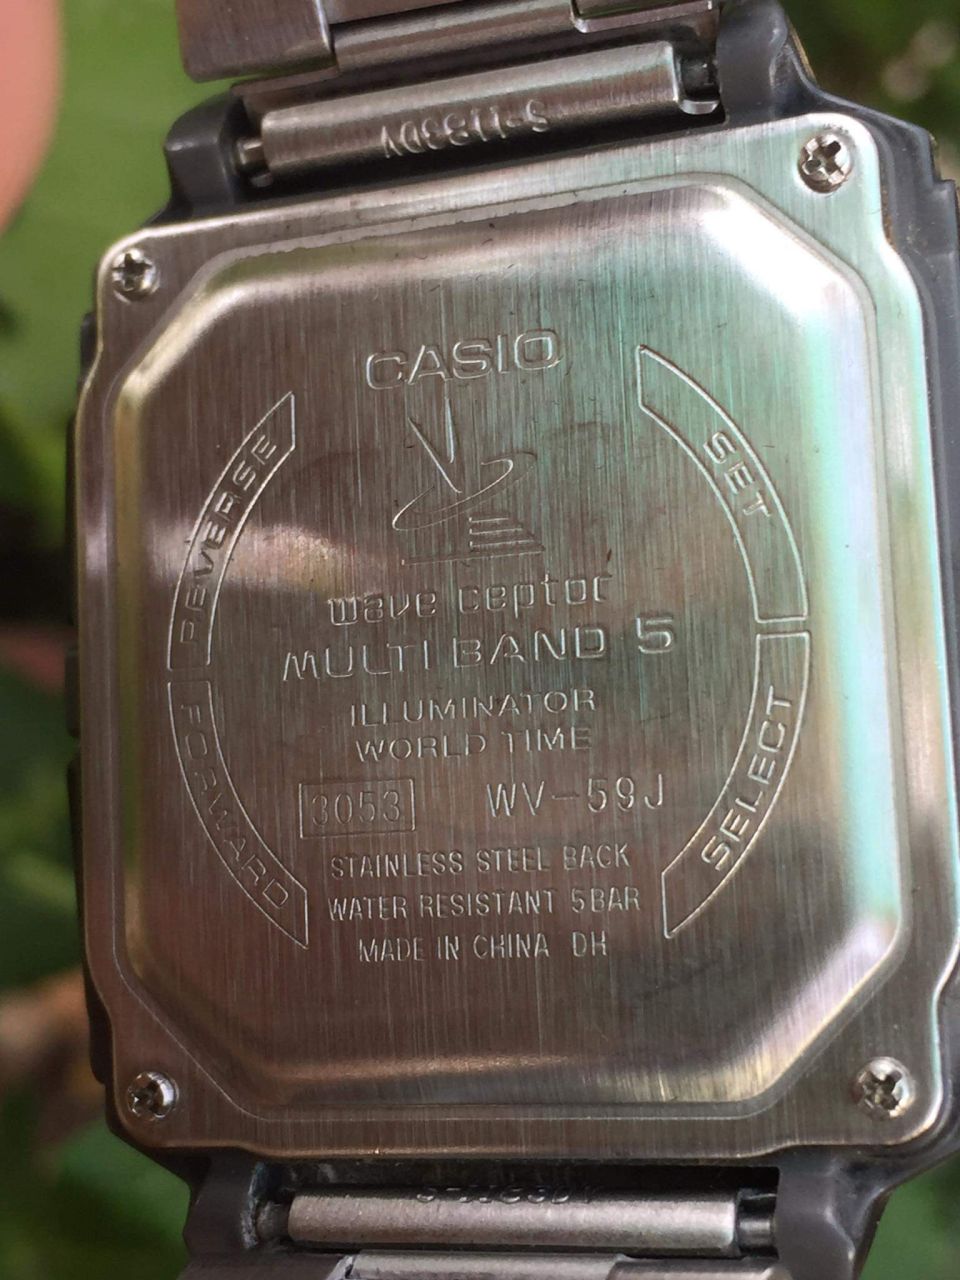 S-1133DV
CASIO
REVERSE
SET
wave ceptor
MULTI BAND 5
ILLUMINATOR
WORLD TIME
FORWARD
SELECT
3053 WV-59J
STAINLESS STEEL BACK
WATER RESISTANT 5BAR
MADE IN CHINA DH